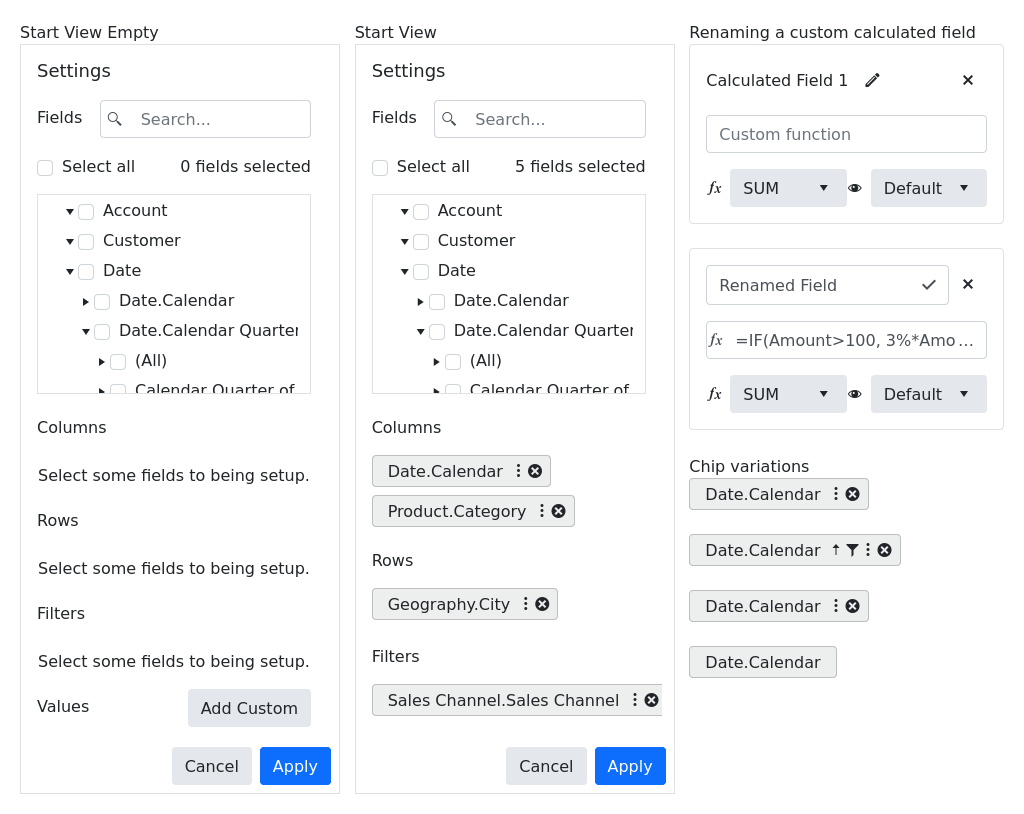 Start View Empty
Settings
Fields
Search...
Select all
0 fields selected
Account
Customer
Date
Date.Calendar
Date.Calendar Quarter
(All)
Calendar Quarter of
Columns
Select some fields to being setup.
Rows
Select some fields to being setup.
Filters
Select some fields to being setup.
Values
Add Custom
Cancel
Apply
Start View
Settings
Fields
Search...
Select all
5 fields selected
Account
Customer
Date
Date.Calendar
Date.Calendar Quarter
(All)
Calendar Quarter of
Columns
Date.Calendar
Product.Category
Rows
Geography.City
Filters
Sales Channel.Sales Channel
Cancel
Apply
Renaming a custom calculated field
Calculated Field 1
Custom function
fx SUM Default
Renamed Field
fx =IF(Amount>100, 3%*Amo...
fx SUM Default
Chip variations
Date.Calendar
Date.Calendar
Date.Calendar
Date.Calendar